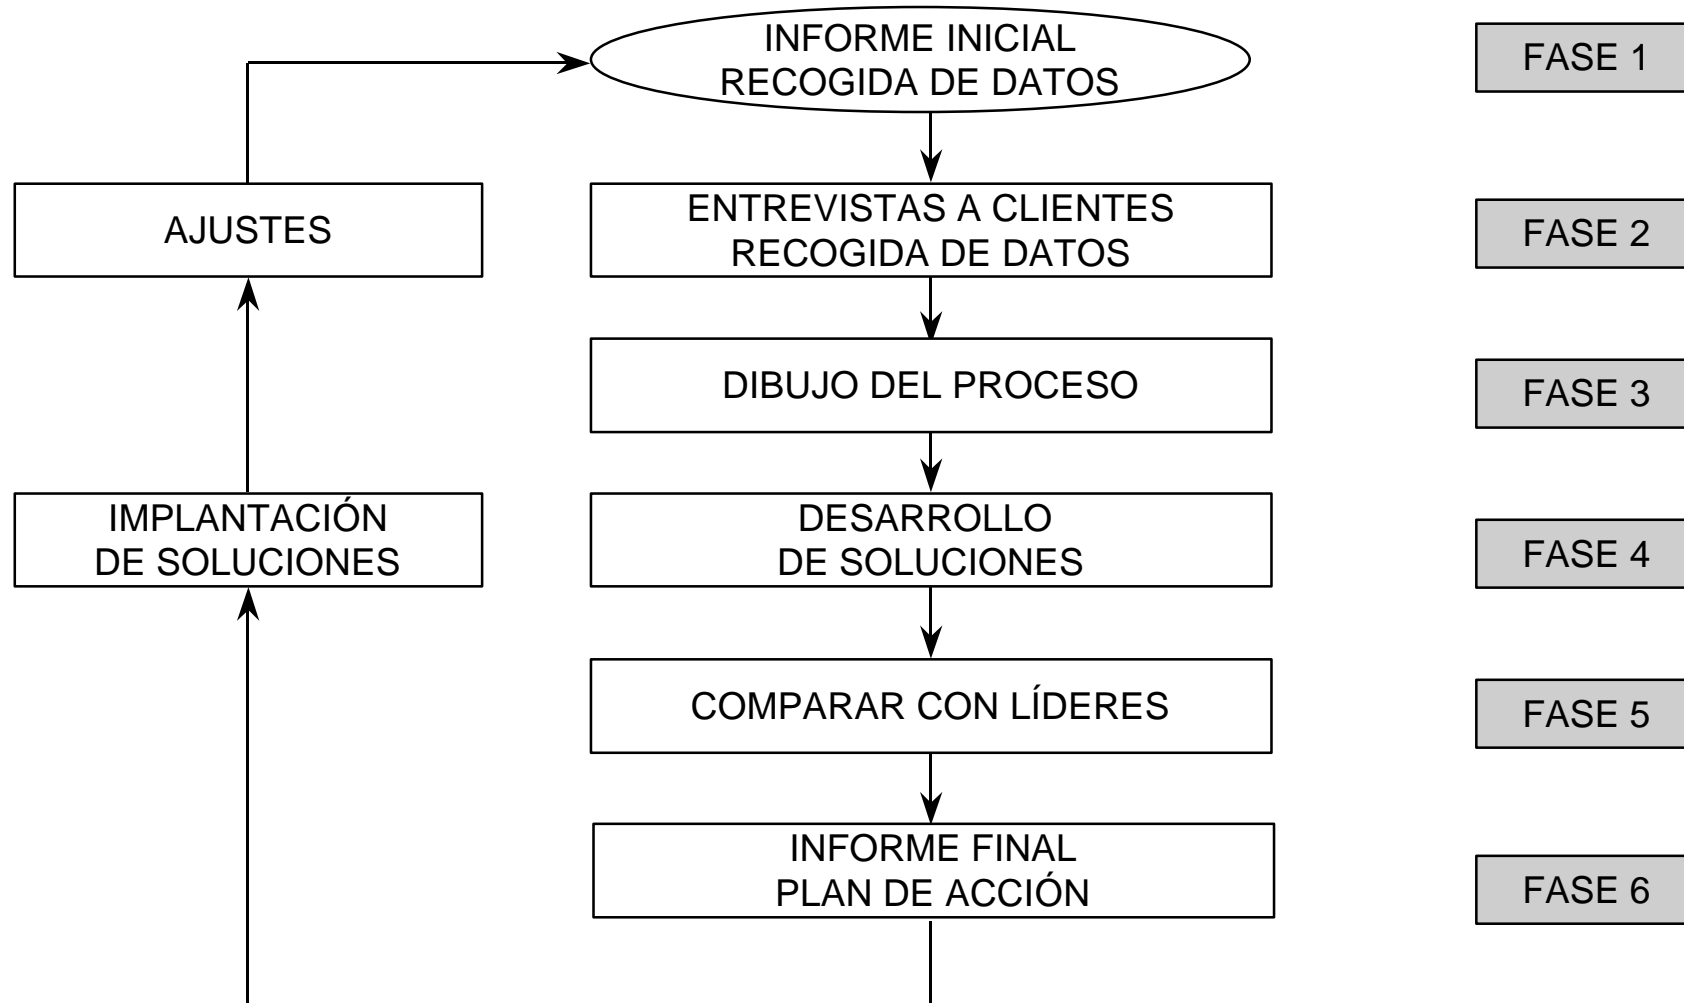 INFORME INICIAL
RECOGIDA DE DATOS
FASE 1
AJUSTES
ENTREVISTAS A CLIENTES
RECOGIDA DE DATOS
FASE 2
DIBUJO DEL PROCESO
FASE 3
IMPLANTACIÓN
DE SOLUCIONES
DESARROLLO
DE SOLUCIONES
FASE 4
COMPARAR CON LÍDERES
FASE 5
INFORME FINAL
PLAN DE ACCIÓN
FASE 6